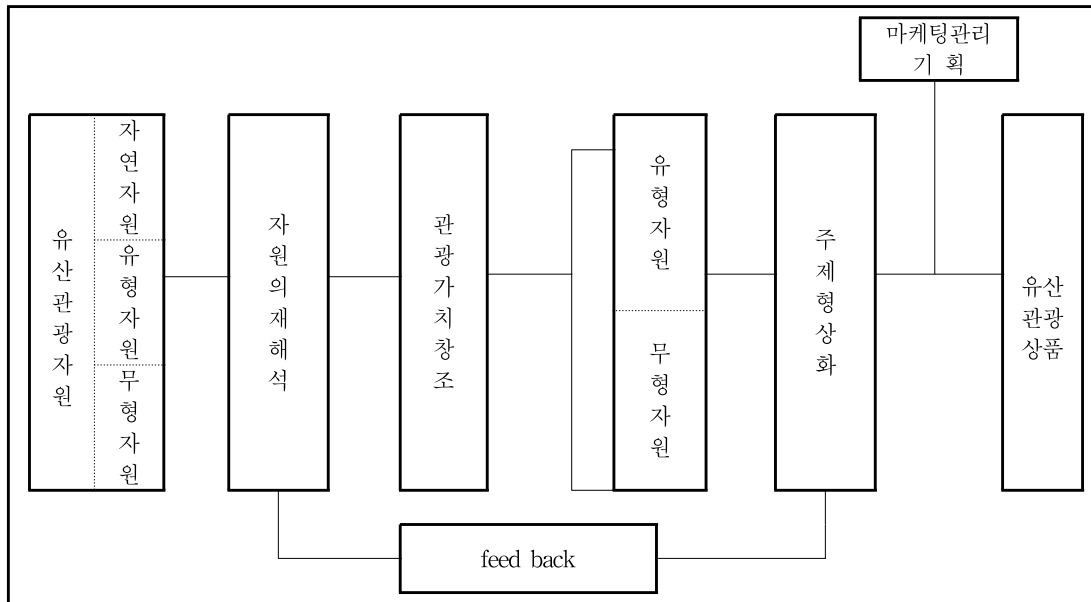 마케팅관리
기 획
유산관광자원
자연자원
유형자원
무형자원
자원의재해석
관광가치창조
유형자원
무형자원
주제형상화
유산
관광
상품
feed back